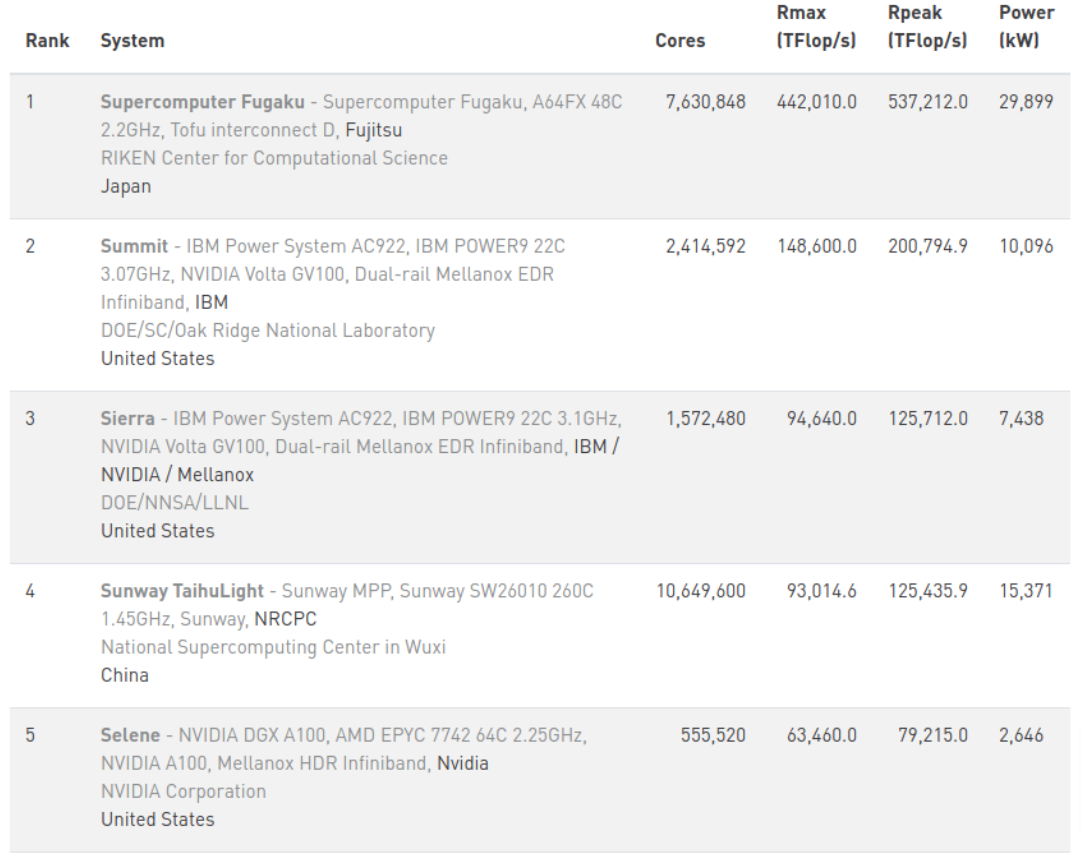 Rank System Cores Rmax (TFlop/s) Rpeak (TFlop/s) Power (kW)
1 Supercomputer Fugaku - Supercomputer Fugaku, A64FX 48C 7,630,848 442,010.0 537,212.0 29,899
2.2GHz, Tofu interconnect D, Fujitsu
RIKEN Center for Computational Science
Japan
2 Summit - IBM Power System AC922, IBM POWER9 22C 2,414,592 148,600.0 200,794.9 10,096
3.07GHz, NVIDIA Volta GV100, Dual-rail Mellanox EDR
Infiniband, IBM
DOE/SC/Oak Ridge National Laboratory
United States
3 Sierra - IBM Power System AC922, IBM POWER9 22C 3.1GHz, 1,572,480 94,640.0 125,712.0 7,438
NVIDIA Volta GV100, Dual-rail Mellanox EDR Infiniband, IBM /
NVIDIA / Mellanox
DOE/NNSA/LLNL
United States
4 Sunway TaihuLight - Sunway MPP, Sunway SW26010 260C 10,649,600 93,014.6 125,435.9 15,371
1.45GHz, Sunway, NRCPC
National Supercomputing Center in Wuxi
China
5 Selene - NVIDIA DGX A100, AMD EPYC 7742 64C 2.25GHz, 555,520 63,460.0 79,215.0 2,646
NVIDIA A100, Mellanox HDR Infiniband, Nvidia
NVIDIA Corporation
United States